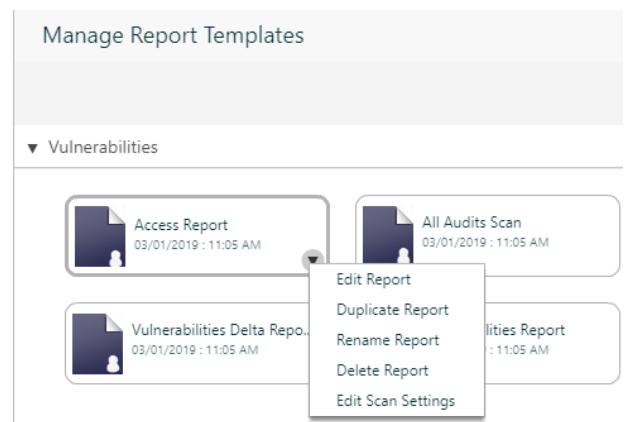 Manage Report Templates
▼ Vulnerabilities
Access Report
03/01/2019 : 11:05 AM
All Audits Scan
03/01/2019 : 11:05 AM
Edit Report
Duplicate Report
Rename Report
Delete Report
Edit Scan Settings
Vulnerabilities Delta Repo..
03/01/2019 : 11:05 AM
lities Report
: 11:05 AM